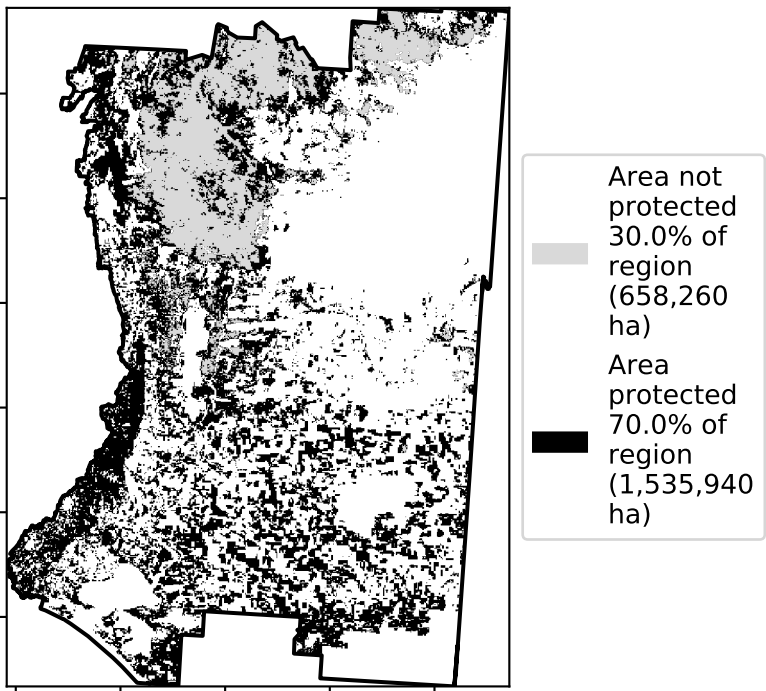 Area not
protected
30.0% of
region
(658,260
ha)
Area
protected
70.0% of
region
(1,535,940
ha)